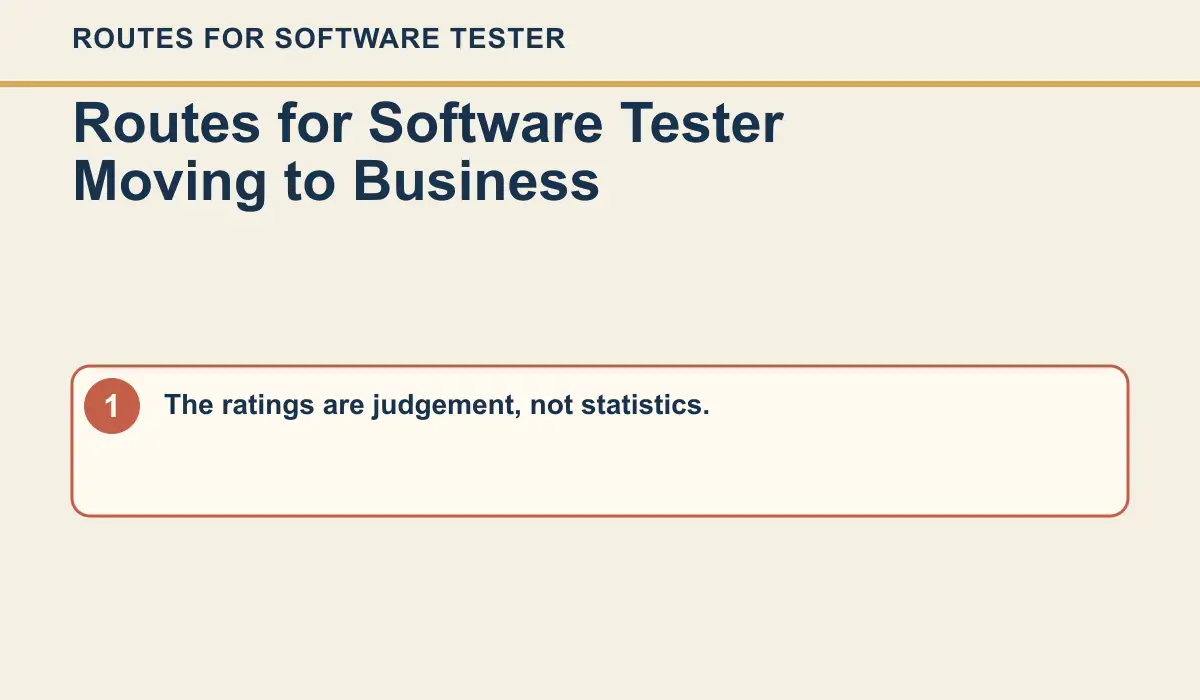 ROUTES FOR SOFTWARE TESTER
Routes for Software Tester
Moving to Business
1 The ratings are judgement, not statistics.